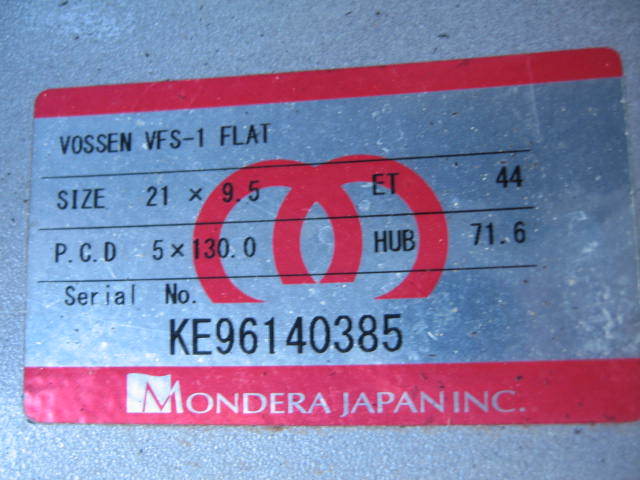 VOSSEN VFS-1 FLAT
SIZE 21 × 9.5 ET 44
P.C.D 5×130.0 HUB 71.6
Serial No.
KE96140385
MONDERA JAPAN INC.